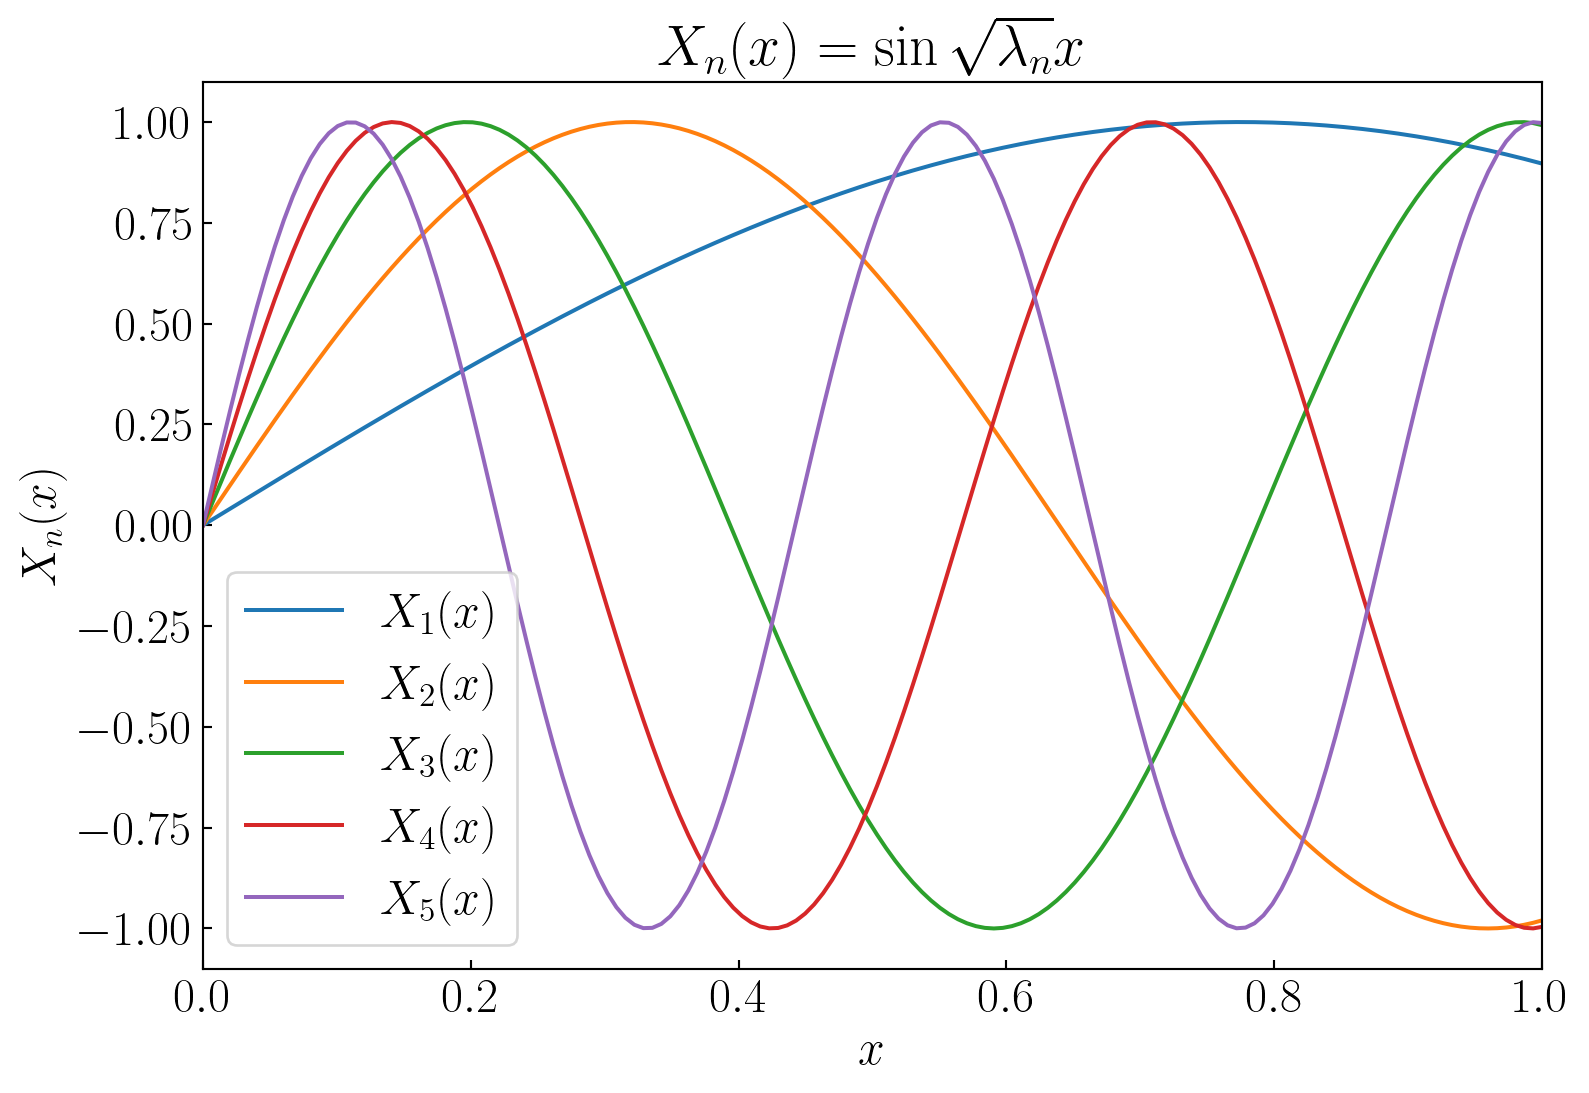 X_n(x) = sin √λ_n x
X_n(x)
1.00
0.75
0.50
0.25
0.00
−0.25
−0.50
−0.75
−1.00
X_1(x)
X_2(x)
X_3(x)
X_4(x)
X_5(x)
0.0 0.2 0.4 0.6 0.8 1.0
x